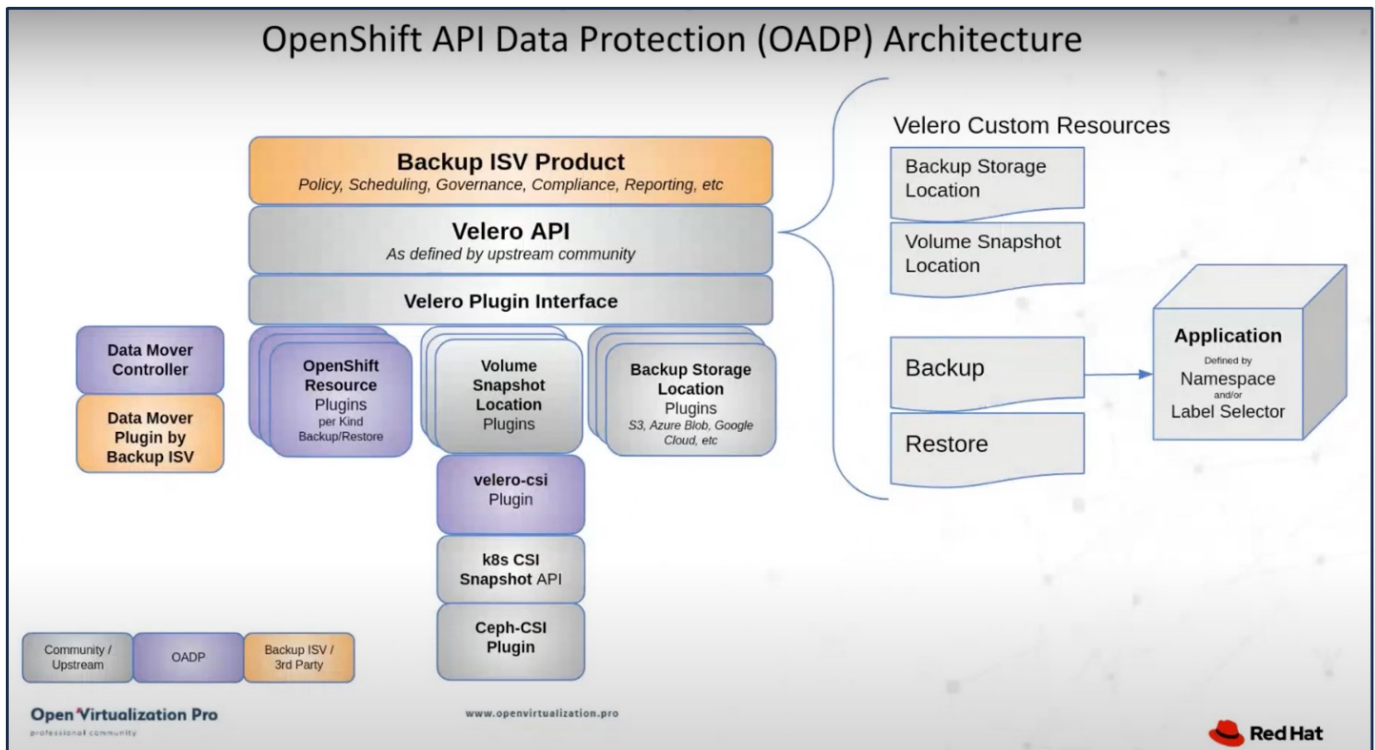 OpenShift API Data Protection (OADP) Architecture
Backup ISV Product
Policy, Scheduling, Governance, Compliance, Reporting, etc
Velero API
As defined by upstream community
Velero Plugin Interface
Data Mover
Controller
Data Mover
Plugin by
Backup ISV
OpenShift
Resource
Plugins
per Kind
Backup/Restore
Volume
Snapshot
Location
Plugins
Backup Storage
Location
Plugins
S3, Azure Blob, Google
Cloud, etc
velero-csi
Plugin
k8s CSI
Snapshot API
Ceph-CSI
Plugin
Velero Custom Resources
Backup Storage
Location
Volume Snapshot
Location
Backup
Restore
Application
Defined by
Namespace
and/or
Label Selector
Community /
Upstream
OADP
Backup ISV /
3rd Party
Open Virtualization Pro
professional community
www.openvirtualization.pro
Red Hat